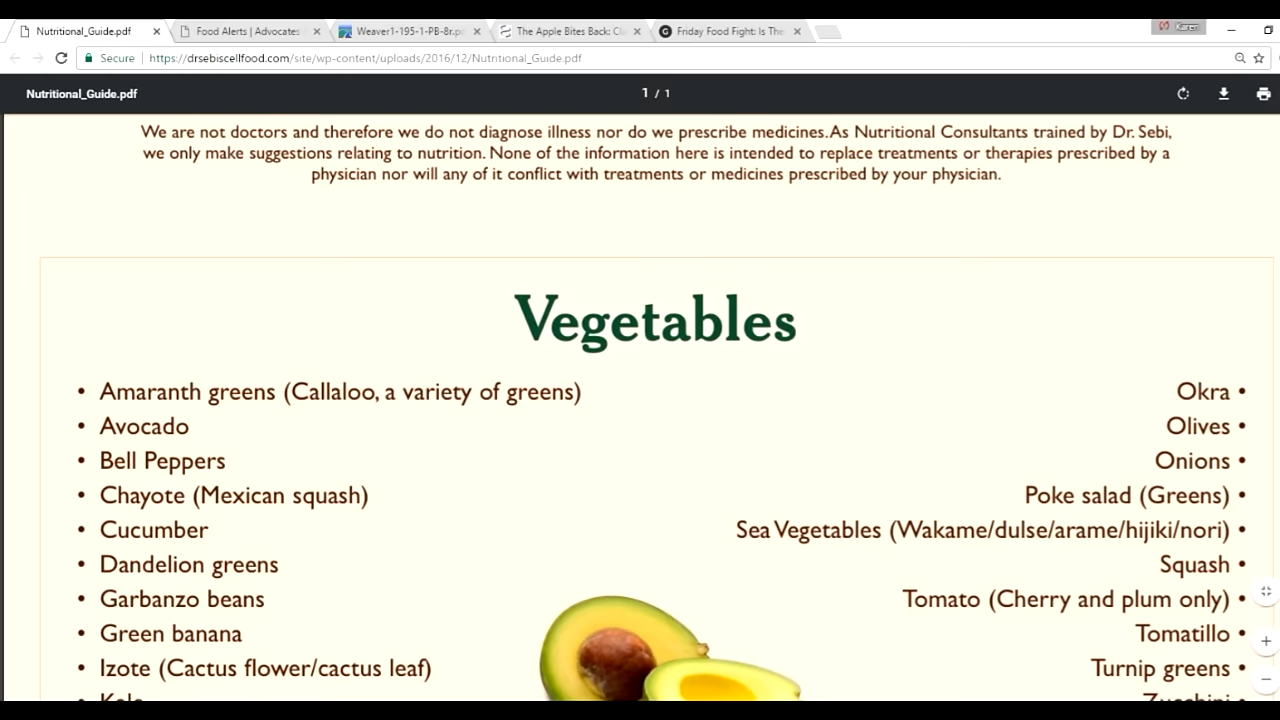 Nutritional_Guide.pdf
Food Alerts | Advocates
Weaver1-195-1-PB-8r.pd
The Apple Bites Back: Cl
Friday Food Fight: Is The
Karen
Secure
https://drsebiscellfood.com/site/wp-content/uploads/2016/12/Nutritional_Guide.pdf
Nutritional_Guide.pdf
1 / 1
We are not doctors and therefore we do not diagnose illness nor do we prescribe medicines. As Nutritional Consultants trained by Dr. Sebi,
we only make suggestions relating to nutrition. None of the information here is intended to replace treatments or therapies prescribed by a
physician nor will any of it conflict with treatments or medicines prescribed by your physician.
Vegetables
• Amaranth greens (Callaloo, a variety of greens)
• Avocado
• Bell Peppers
• Chayote (Mexican squash)
• Cucumber
• Dandelion greens
• Garbanzo beans
• Green banana
• Izote (Cactus flower/cactus leaf)
• Kale
Okra •
Olives •
Onions •
Poke salad (Greens) •
Sea Vegetables (Wakame/dulse/arame/hijiki/nori) •
Squash •
Tomato (Cherry and plum only) •
Tomatillo •
Turnip greens •
Zucchini •